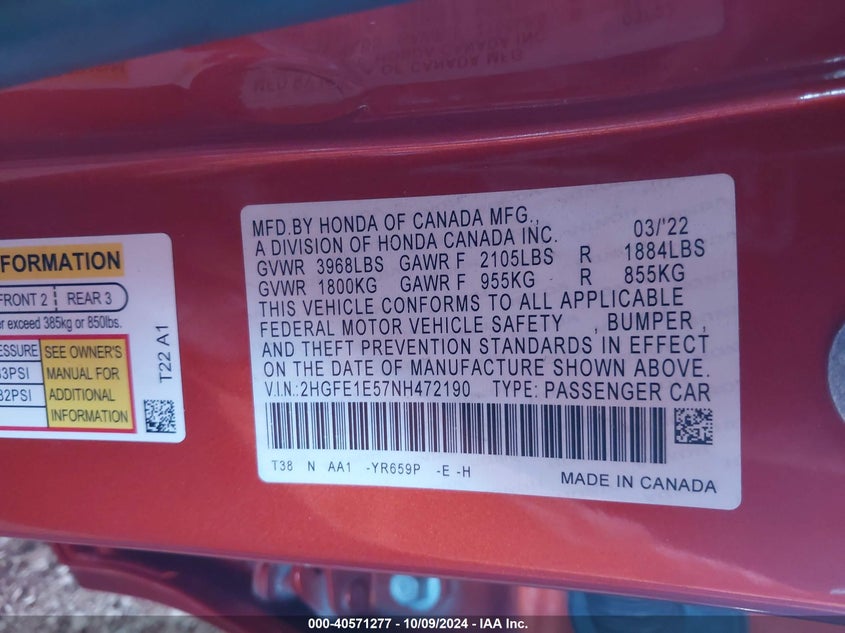 MFD.BY HONDA OF CANADA MFG., 03/'22
A DIVISION OF HONDA CANADA INC.
GVWR 3968LBS GAWR F 2105LBS R 1884LBS
GVWR 1800KG GAWR F 955KG R 855KG
THIS VEHICLE CONFORMS TO ALL APPLICABLE
FEDERAL MOTOR VEHICLE SAFETY , BUMPER ,
AND THEFT PREVENTION STANDARDS IN EFFECT
ON THE DATE OF MANUFACTURE SHOWN ABOVE.
V.I.N.:2HGFE1E57NH472190 TYPE: PASSENGER CAR
T38 N AA1 -YR659P -E -H
MADE IN CANADA
FORMATION
FRONT 2 REAR 3
er exceed 385kg or 850lbs.
ESSURE SEE OWNER'S
33PSI MANUAL FOR
32PSI ADDITIONAL
INFORMATION
T22 A1
000-40571277 - 10/09/2024 - IAA Inc.